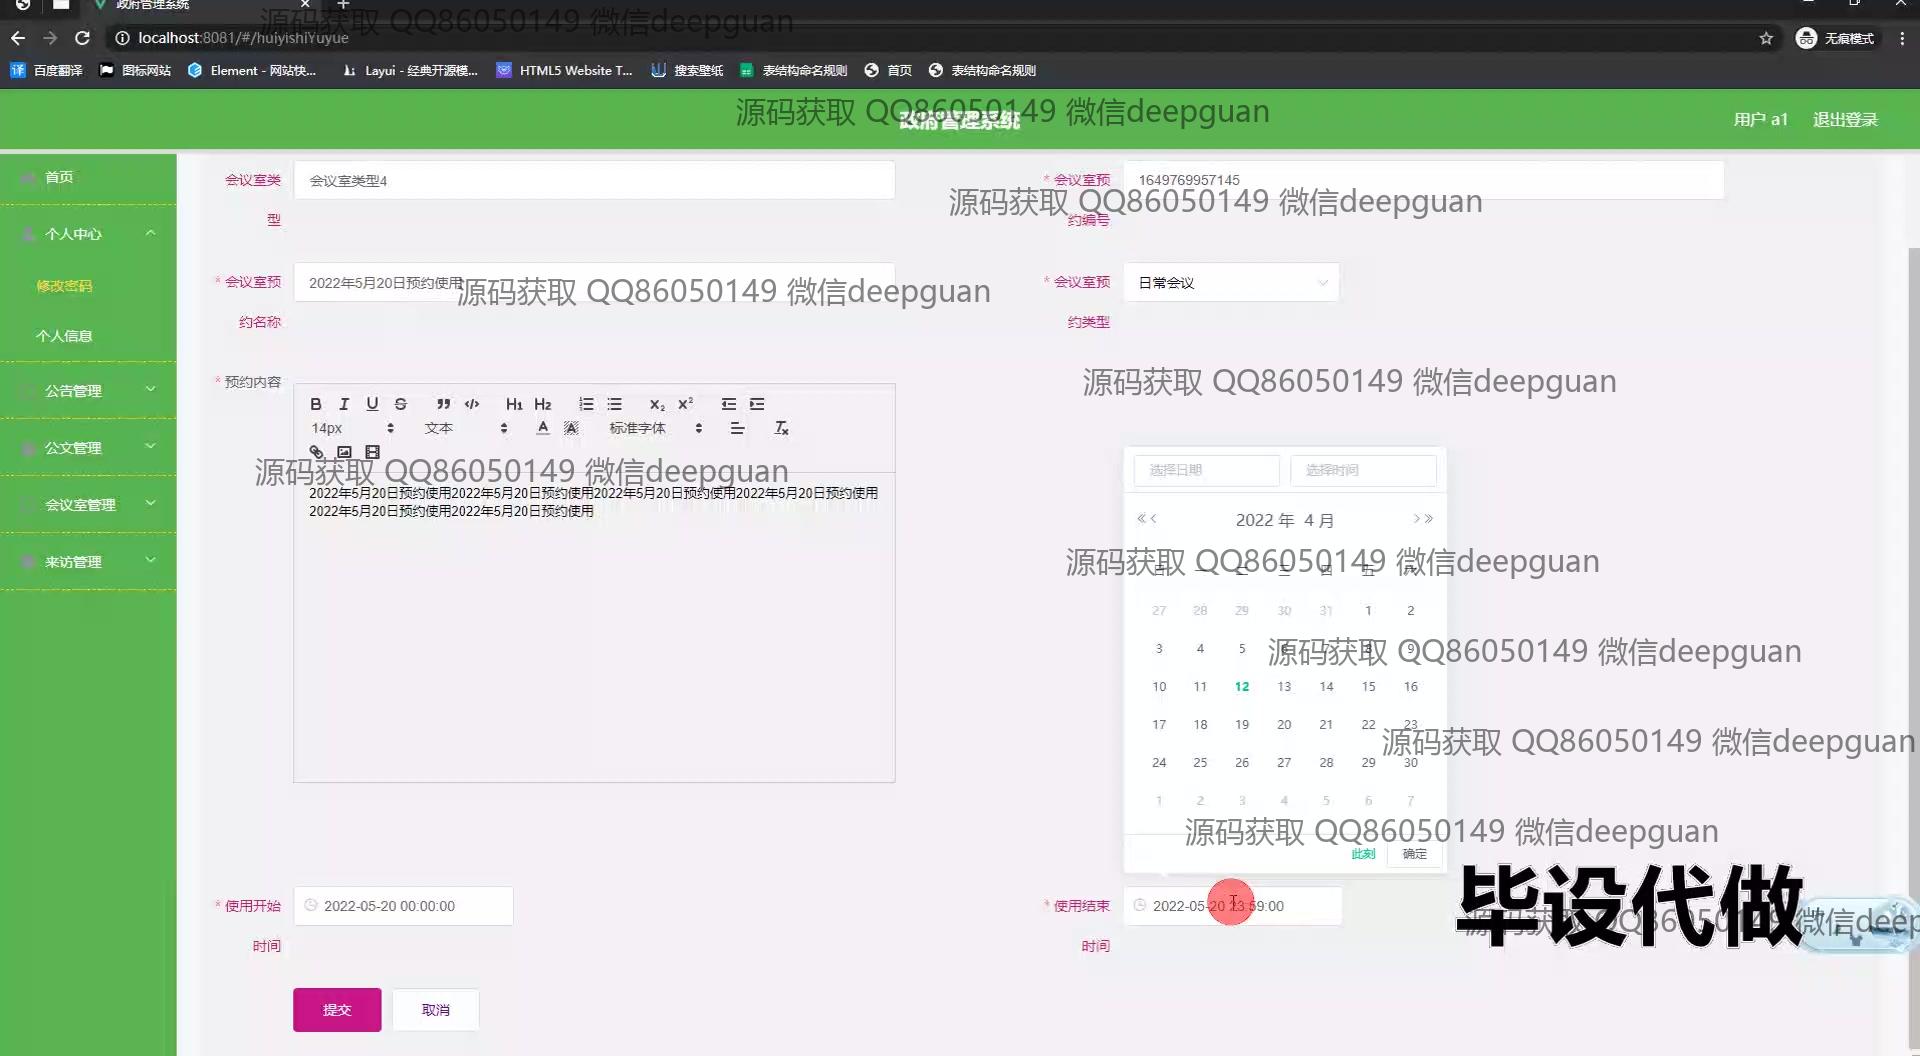 政府管理系统
源码获取 QQ86050149 微信deepguan
localhost:8081/#/huiyishiYuyue
无痕模式
百度翻译
图标网站
Element - 网站快...
Layui - 经典开源模...
HTML5 Website T...
搜索壁纸
表结构命名规则
首页
表结构命名规则
源码获取 QQ86050149 微信deepguan
政府管理系统
用户 a1
退出登录
首页
个人中心
修改密码
个人信息
公告管理
公文管理
会议室管理
来访管理
会议室类
型
会议室类型4
* 会议室预
约编号
1649769957145
源码获取 QQ86050149 微信deepguan
* 会议室预
约名称
2022年5月20日预约使用
源码获取 QQ86050149 微信deepguan
* 会议室预
约类型
日常会议
源码获取 QQ86050149 微信deepguan
* 预约内容
B I U S
H1 H2
X2 X2
14px
文本
标准字体
源码获取 QQ86050149 微信deepguan
2022年5月20日预约使用2022年5月20日预约使用2022年5月20日预约使用2022年5月20日预约使用
2022年5月20日预约使用2022年5月20日预约使用
选择日期
选择时间
2022 年 4 月
源码获取 QQ86050149 微信deepguan
日 一 二 三 四 五 六
27 28 29 30 31 1 2
3 4 5 6 7 8 9
源码获取 QQ86050149 微信deepguan
10 11 12 13 14 15 16
17 18 19 20 21 22 23
源码获取 QQ86050149 微信deepguan
24 25 26 27 28 29 30
1 2 3 4 5 6 7
源码获取 QQ86050149 微信deepguan
此刻
确定
* 使用开始
时间
2022-05-20 00:00:00
* 使用结束
时间
2022-05-20 23:59:00
毕设代做
源码获取 QQ86050149 微信deep
提交
取消